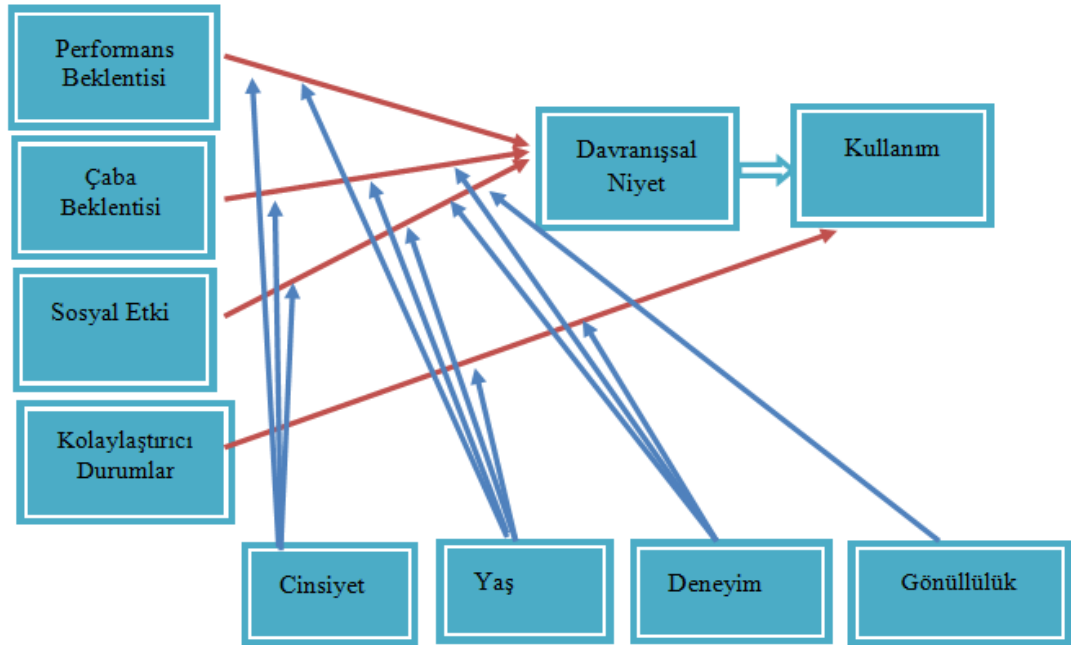 Performans
Beklentisi
Çaba
Beklentisi
Sosyal Etki
Kolaylaştırıcı
Durumlar
Davranışsal
Niyet
Kullanım
Cinsiyet
Yaş
Deneyim
Gönüllülük